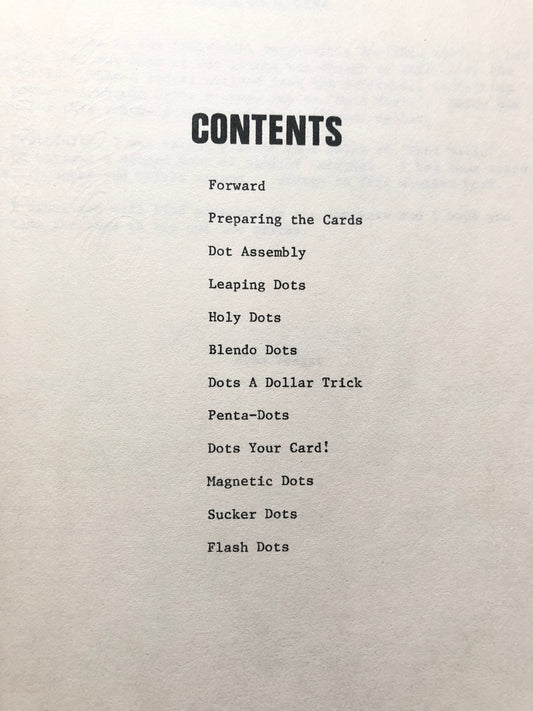 CONTENTS
Forward
Preparing the Cards
Dot Assembly
Leaping Dots
Holy Dots
Blendo Dots
Dots A Dollar Trick
Penta-Dots
Dots Your Card!
Magnetic Dots
Sucker Dots
Flash Dots